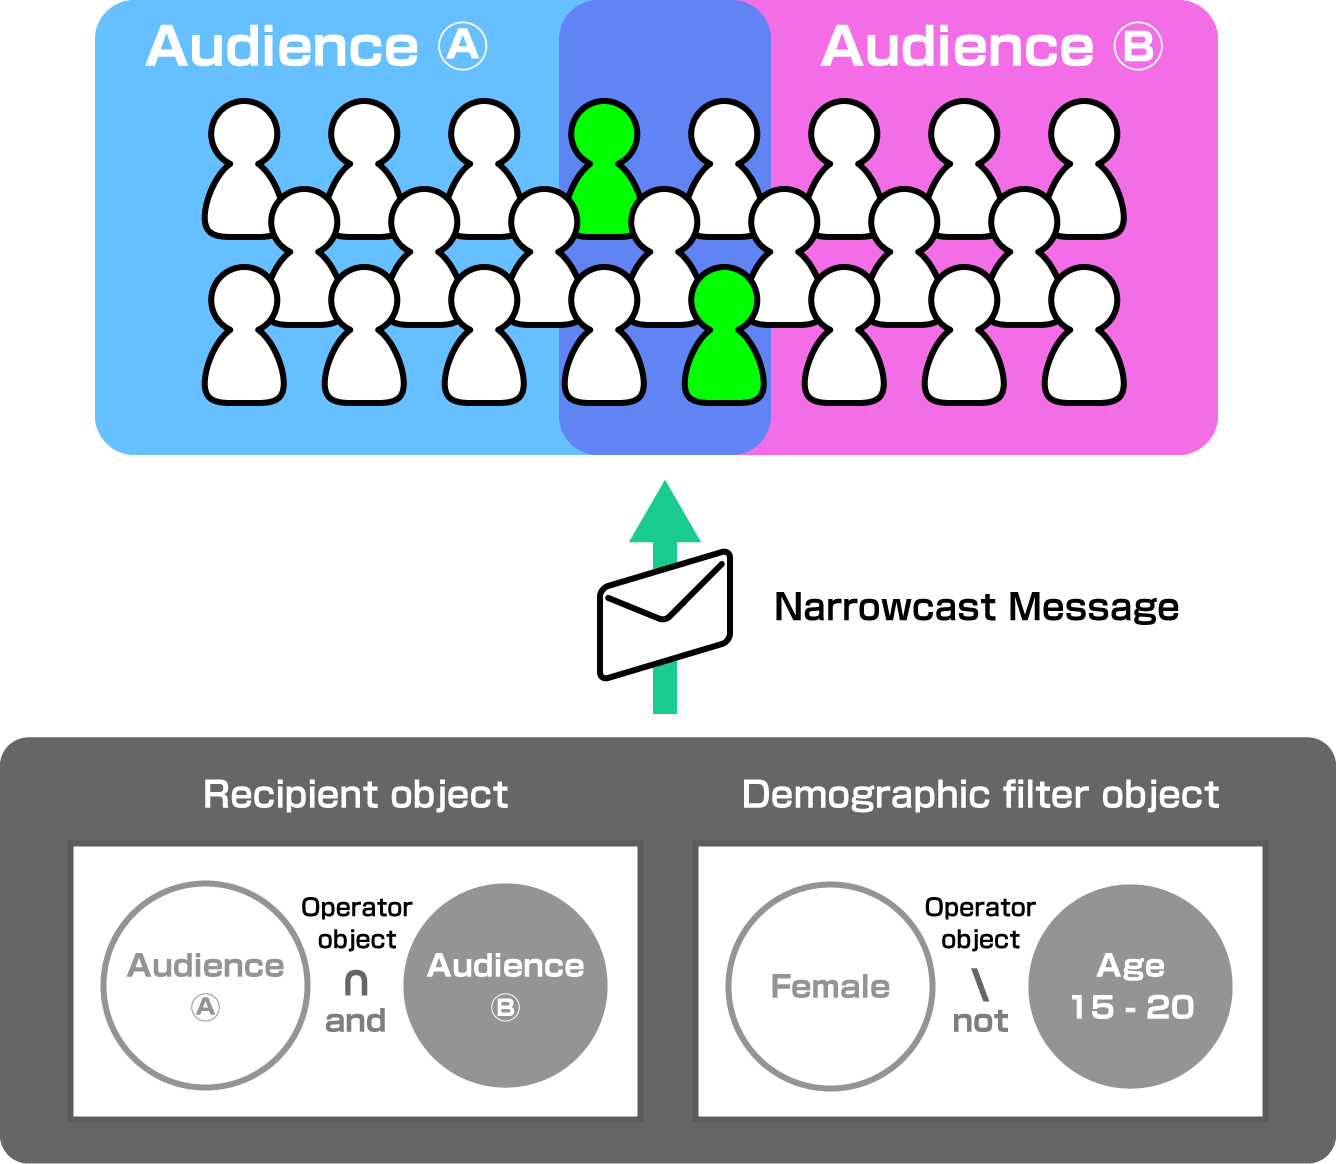 Audience Ⓐ
Audience Ⓑ
Narrowcast Message
Recipient object
Demographic filter object
Audience
Ⓐ
Operator
object
∩
and
Audience
Ⓑ
Female
Operator
object
\
not
Age
15 - 20